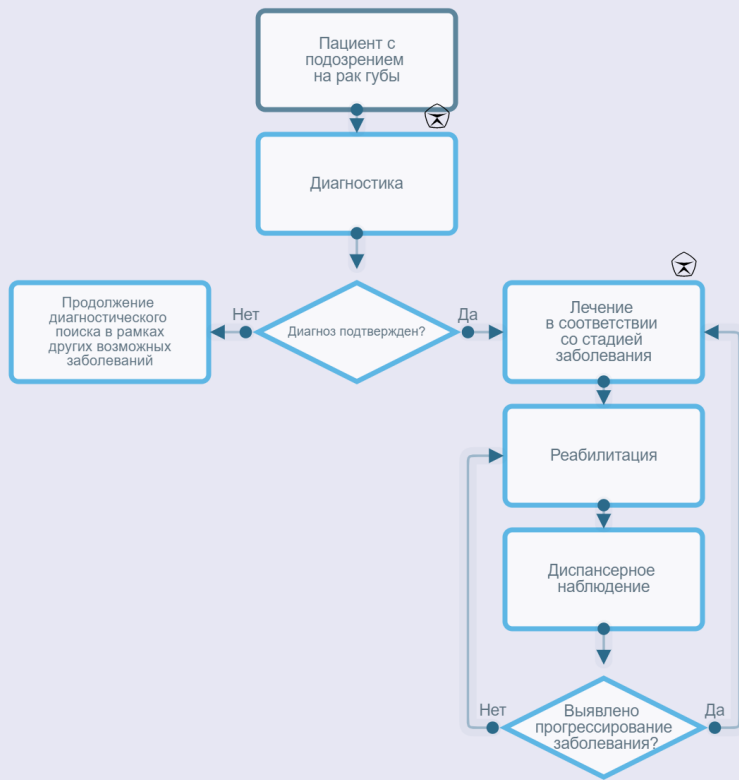 Пациент с
подозрением
на рак губы
Диагностика
Продолжение
диагностического
поиска в рамках
других возможных
заболеваний
Нет
Диагноз подтвержден?
Да
Лечение
в соответствии
со стадией
заболевания
Реабилитация
Диспансерное
наблюдение
Нет
Выявлено
прогрессирование
заболевания?
Да